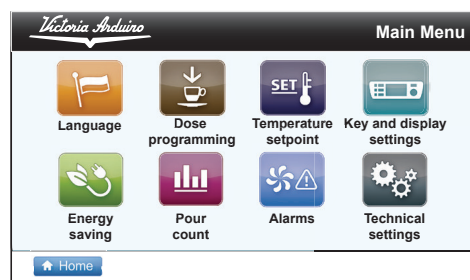 Victoria Arduino
Main Menu
SET
Language
Dose
programming
Temperature
setpoint
Key and display
settings
Energy
saving
Pour
count
Alarms
Technical
settings
Home